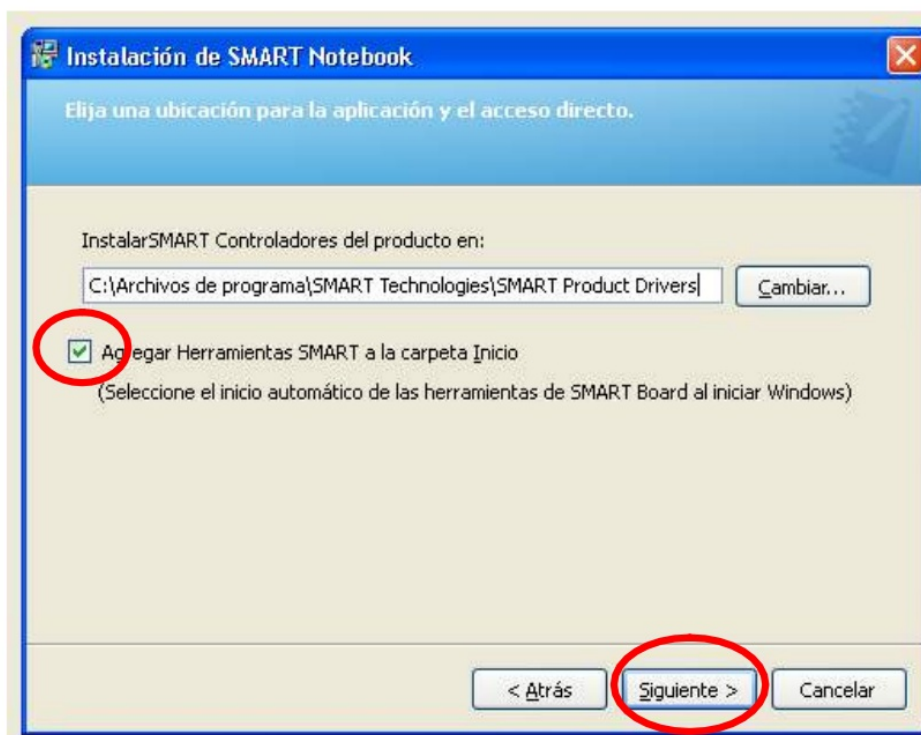 Instalación de SMART Notebook
Elija una ubicación para la aplicación y el acceso directo.
InstalarSMART Controladores del producto en:
C:\Archivos de programa\SMART Technologies\SMART Product Drivers
Cambiar...
Agregar Herramientas SMART a la carpeta Inicio
(Seleccione el inicio automático de las herramientas de SMART Board al iniciar Windows)
< Atrás
Siguiente >
Cancelar